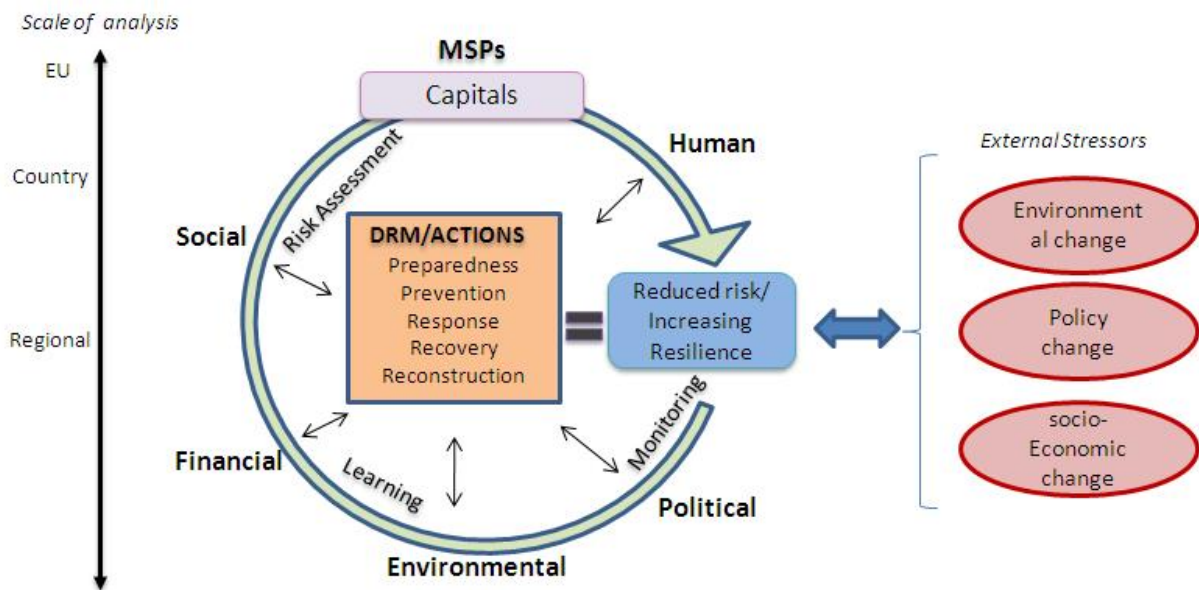 Scale of analysis
EU
Country
Regional
MSPs
Capitals
Human
Social
Risk Assessment
DRM/ACTIONS
Preparedness
Prevention
Response
Recovery
Reconstruction
=
Reduced risk/
Increasing
Resilience
Monitoring
Learning
Financial
Political
Environmental
External Stressors
Environment
al change
Policy
change
socio-
Economic
change